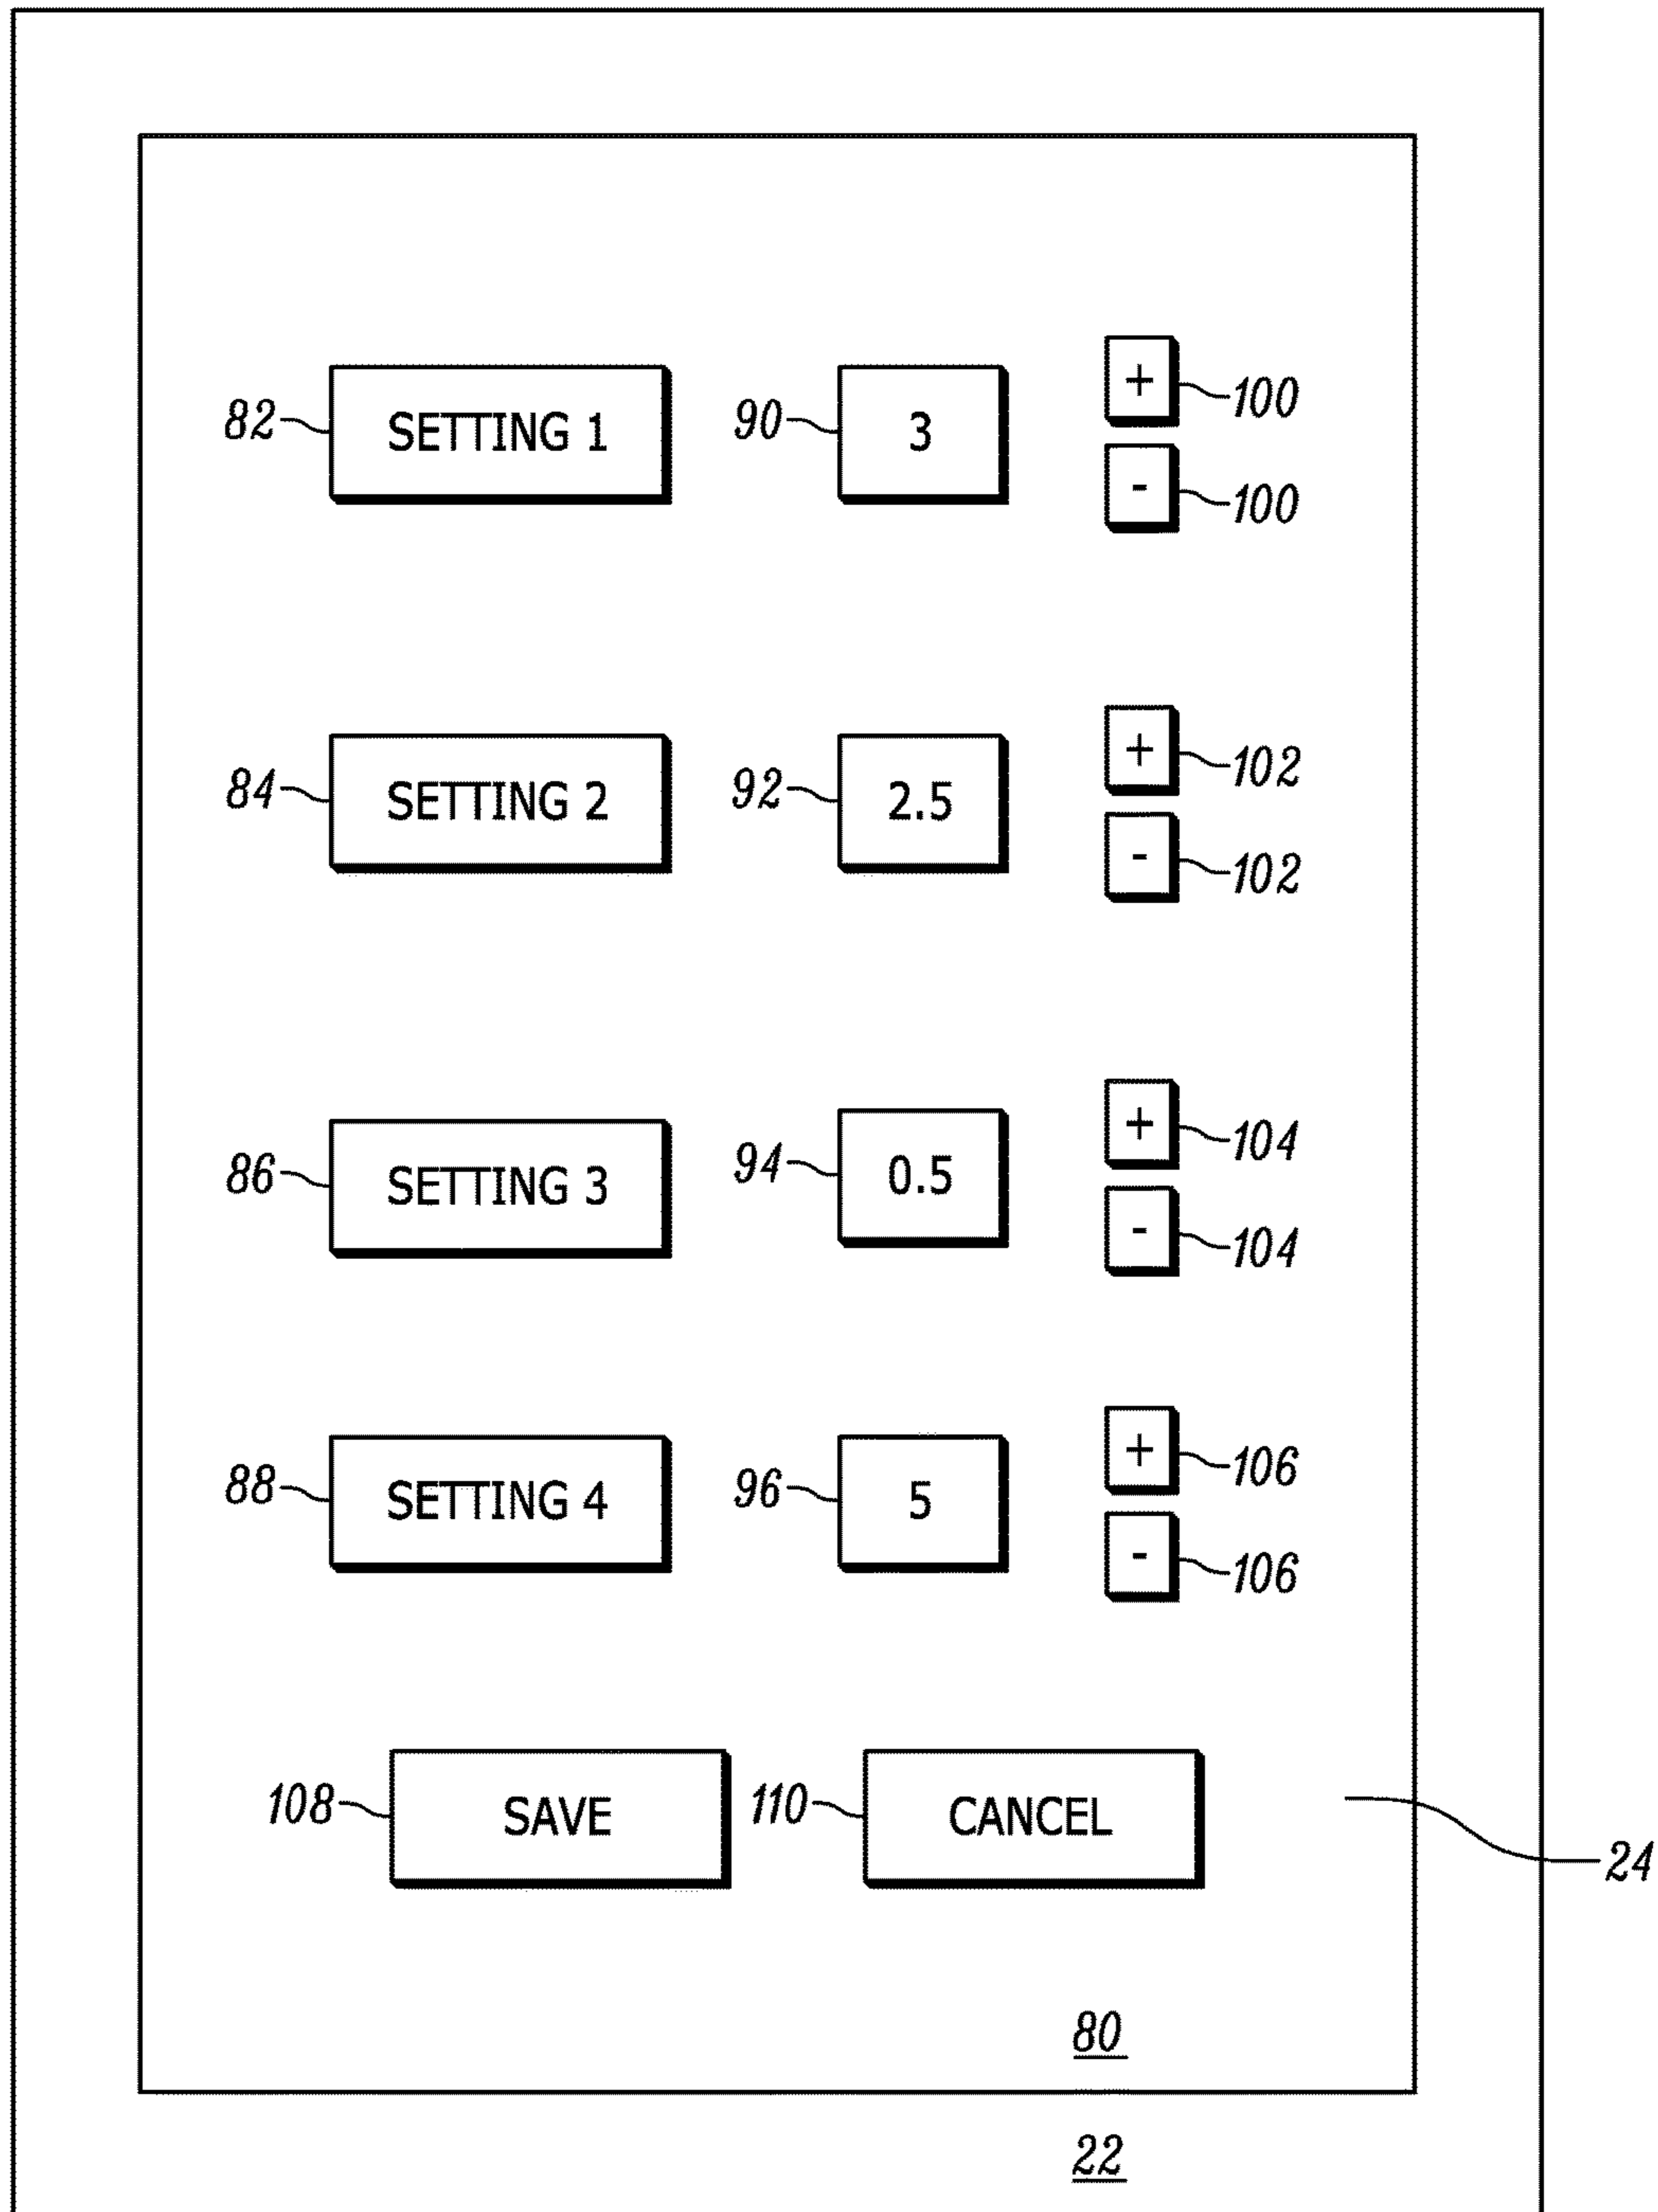 + 100
82 SETTING 1 90 3
- 100
+ 102
84 SETTING 2 92 2.5
- 102
+ 104
86 SETTING 3 94 0.5
- 104
+ 106
88 SETTING 4 96 5
- 106
108 SAVE 110 CANCEL
24
80
22